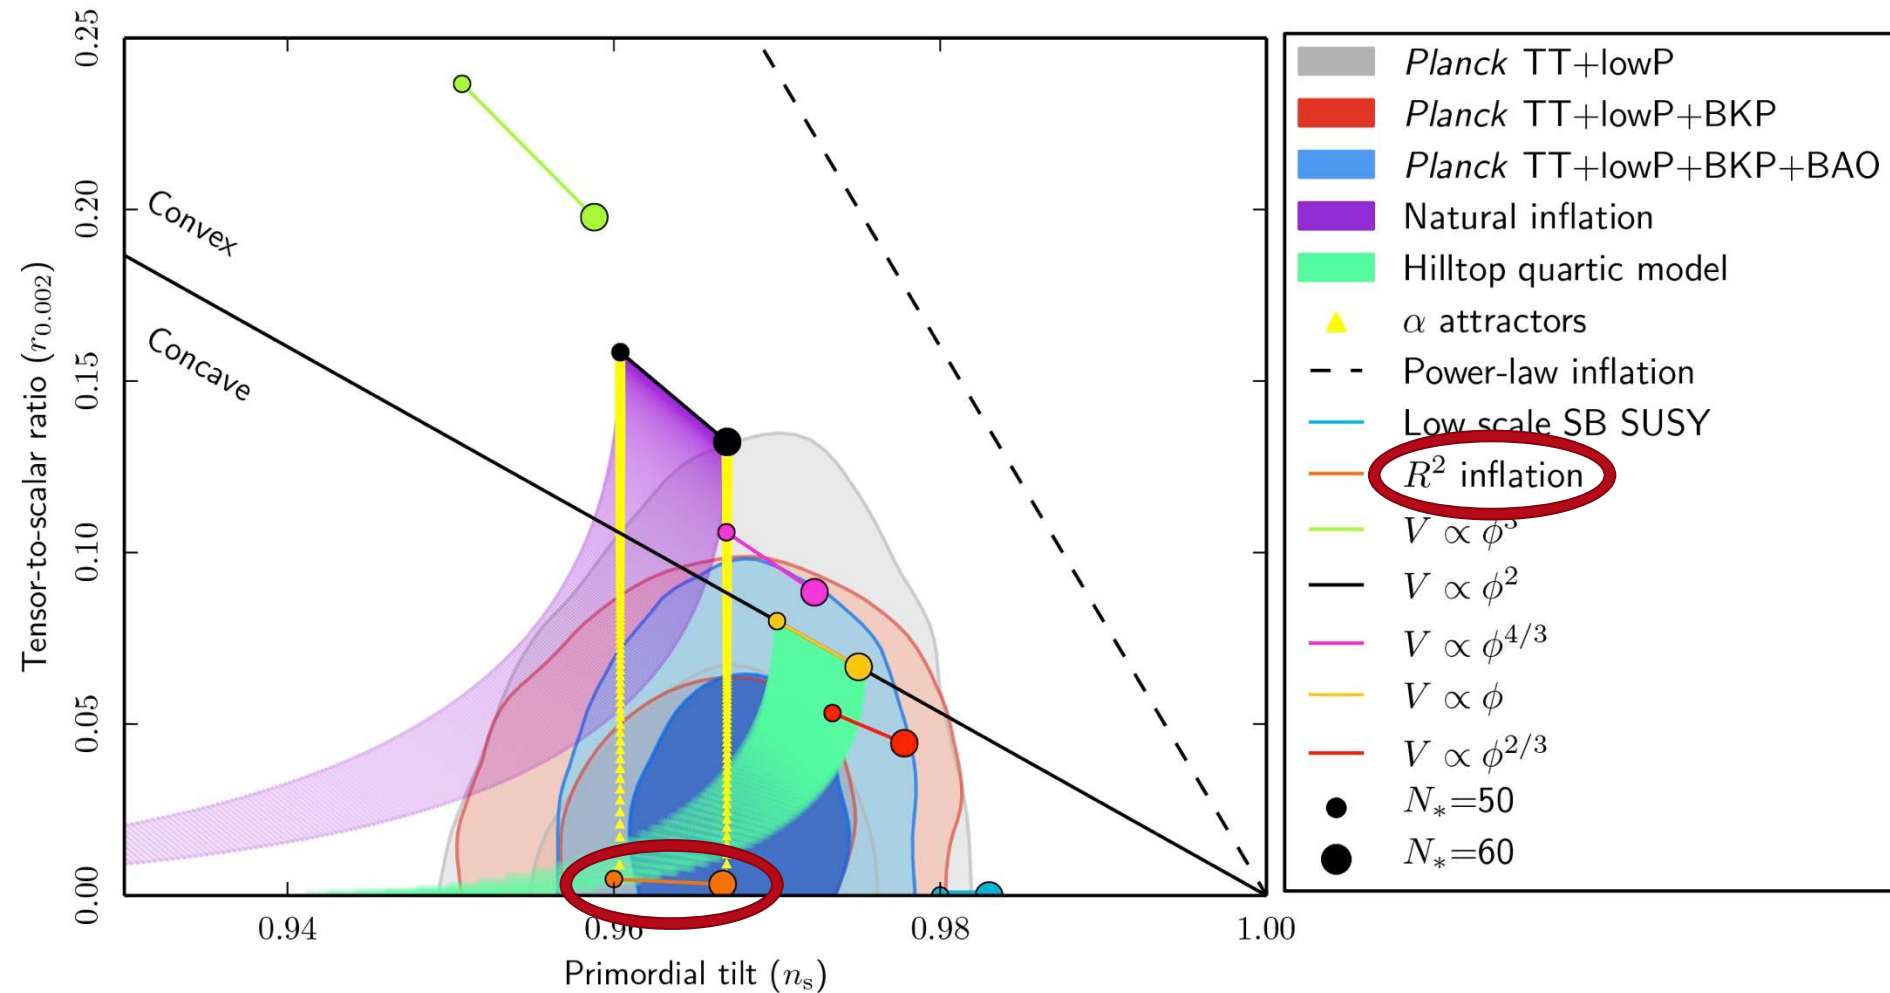 0.25
0.20
0.15
0.10
0.05
0.00
Tensor-to-scalar ratio (r₀.₀₀₂)
Convex
Concave
0.94
0.96
0.98
1.00
Primordial tilt (nₛ)
Planck TT+lowP
Planck TT+lowP+BKP
Planck TT+lowP+BKP+BAO
Natural inflation
Hilltop quartic model
α attractors
Power-law inflation
Low scale SB SUSY
R² inflation
V ∝ ϕ³
V ∝ ϕ²
V ∝ ϕ⁴/³
V ∝ ϕ
V ∝ ϕ²/³
N∗=50
N∗=60